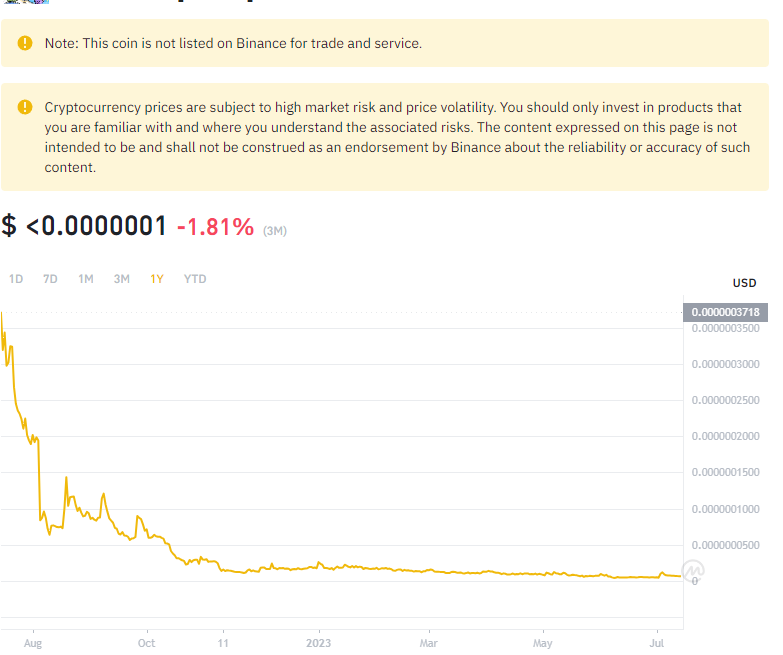 Note: This coin is not listed on Binance for trade and service.
Cryptocurrency prices are subject to high market risk and price volatility. You should only invest in products that
you are familiar with and where you understand the associated risks. The content expressed on this page is not
intended to be and shall not be construed as an endorsement by Binance about the reliability or accuracy of such
content.
$ <0.0000001 -1.81% (3M)
1D 7D 1M 3M 1Y YTD
USD
0.0000003718
0.0000003500
0.0000003000
0.0000002500
0.0000002000
0.0000001500
0.0000001000
0.0000000500
0
Aug Oct 11 2023 Mar May Jul